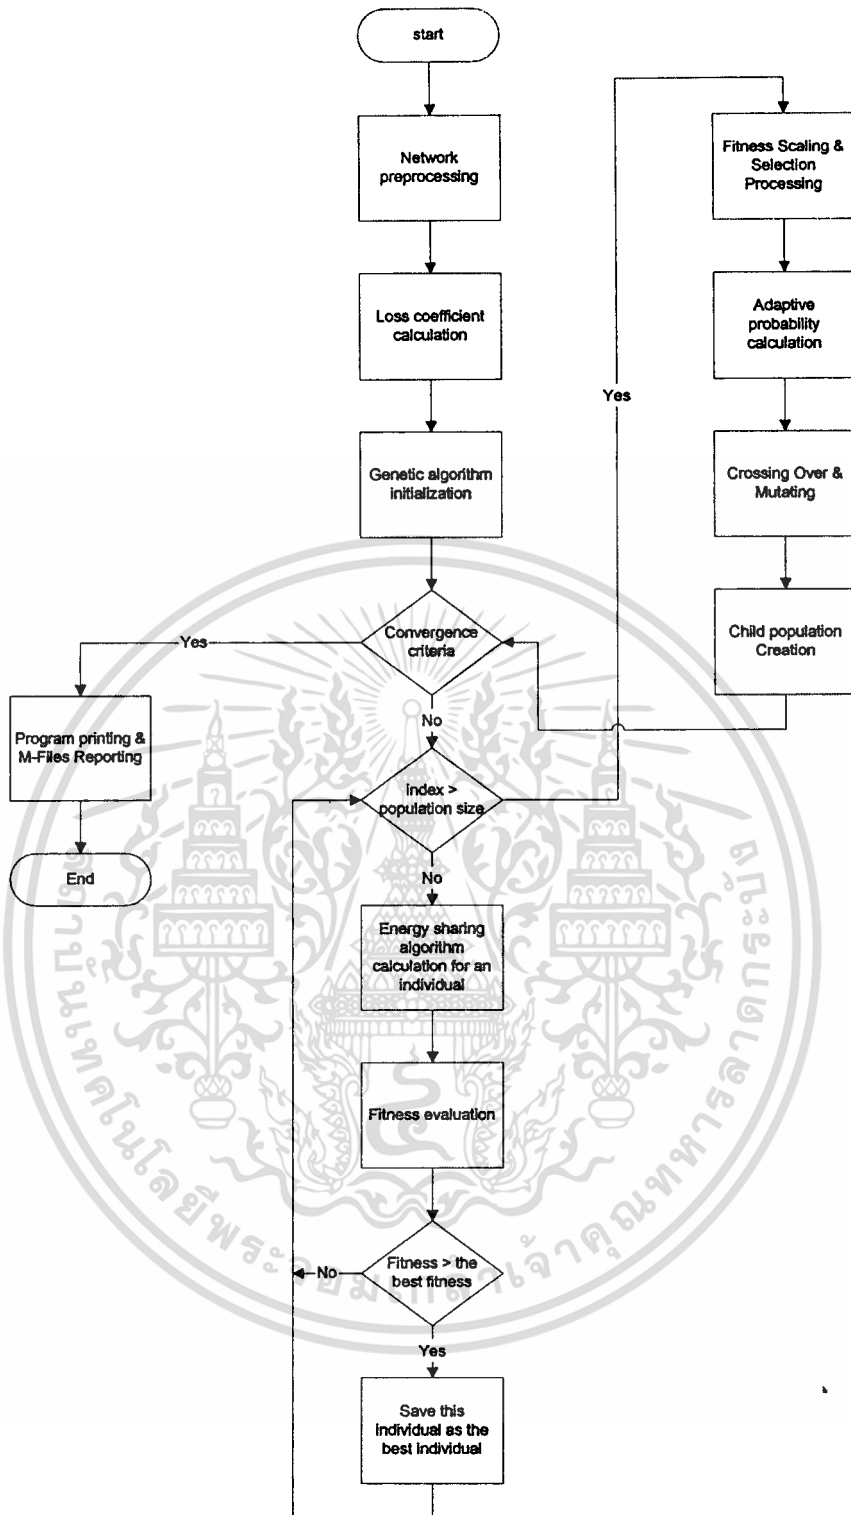 start
Network
preprocessing
Loss coefficient
calculation
Genetic algorithm
initialization
Convergence
criteria
Yes
Program printing &
M-Files Reporting
End
No
index >
population size
Yes
Fitness Scaling &
Selection
Processing
Adaptive
probability
calculation
Crossing Over &
Mutating
Child population
Creation
No
Energy sharing
algorithm
calculation for an
individual
Fitness evaluation
Fitness > the
best fitness
No
Yes
Save this
individual as the
best individual